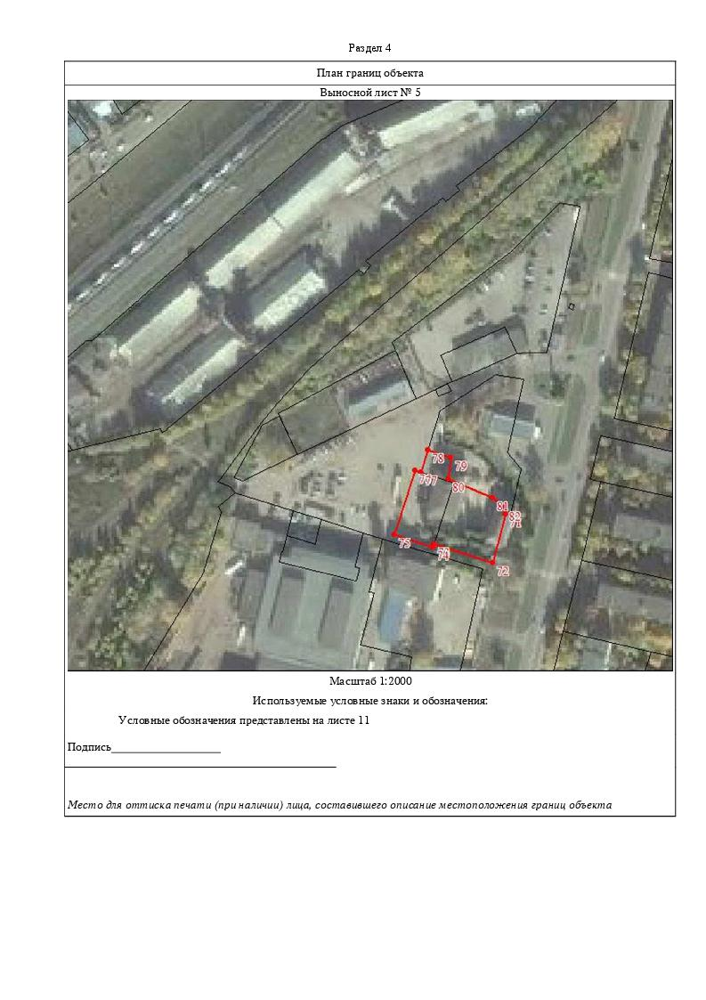 Раздел 4
План границ объекта
Выносной лист № 5
78
79
77
80
81
82
71
75
74
72
Масштаб 1:2000
Используемые условные знаки и обозначения:
Условные обозначения представлены на листе 11
Подпись____________________
Место для оттиска печати (при наличии) лица, составившего описание местоположения границ объекта